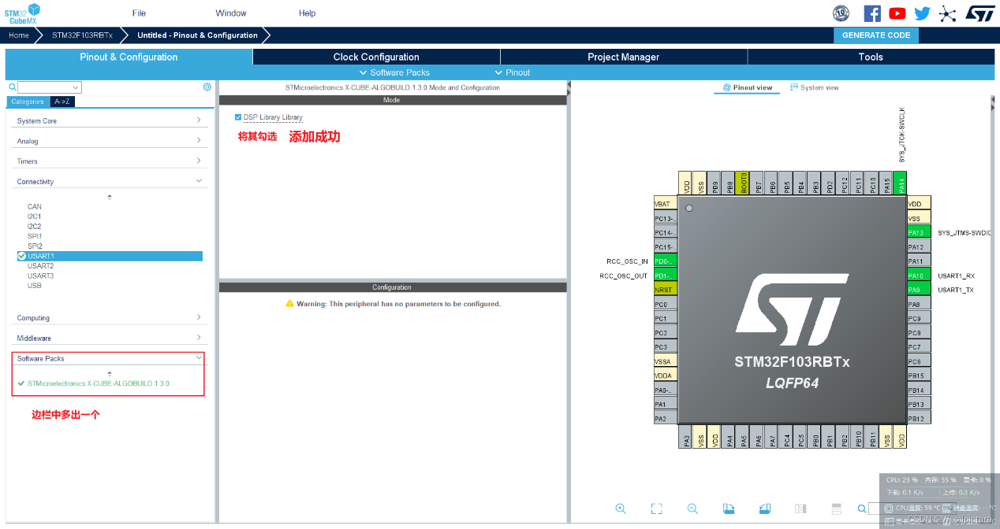 STM32
CubeMX
File
Window
Help
Home
STM32F103RBTx
Untitled - Pinout & Configuration
GENERATE CODE
Pinout & Configuration
Clock Configuration
Project Manager
Tools
Software Packs
Pinout
Categories
A->Z
System Core
Analog
Timers
Connectivity
CAN
I2C1
I2C2
SPI1
SPI2
USART1
USART2
USART3
USB
Computing
Middleware
Software Packs
STMicroelectronics X-CUBE-ALGOBUILD.1.3.0
边栏中多出一个
STMicroelectronics X-CUBE-ALGOBUILD.1.3.0 Mode and Configuration
Mode
DSP Library Library
将其勾选 添加成功
Configuration
Warning: This peripheral has no parameters to be configured.
Pinout view
System view
SYS_JTCK-SWCLK
VDD
VSS
PB9
PB8
BOOT0
PB7
PB6
PB5
PB4
PB3
PD2
PC12
PC11
PC10
PA15
PA14
VBAT
PC13-..
PC14-..
PC15-..
RCC_OSC_IN
PD0-..
RCC_OSC_OUT
PD1-..
NRST
PC0
PC1
PC2
PC3
VSSA
VDDA
PA0-..
PA1
PA2
VDD
VSS
PA13
SYS_JTMS-SWDIO
PA12
PA11
PA10
USART1_RX
PA9
USART1_TX
PA8
PC9
PC8
PC7
PC6
PB15
PB14
PB13
PB12
STM32F103RBTx
LQFP64
PA3
VSS
VDD
PA4
PA5
PA6
PA7
PC4
PC5
PB0
PB1
PB2
PB10
PB11
VSS
VDD
CPU: 23 % 内存: 55 % 显卡: 0 %
下载: 0.1 K/s 上传: 0.3 K/s
CPU温度: 59 °C